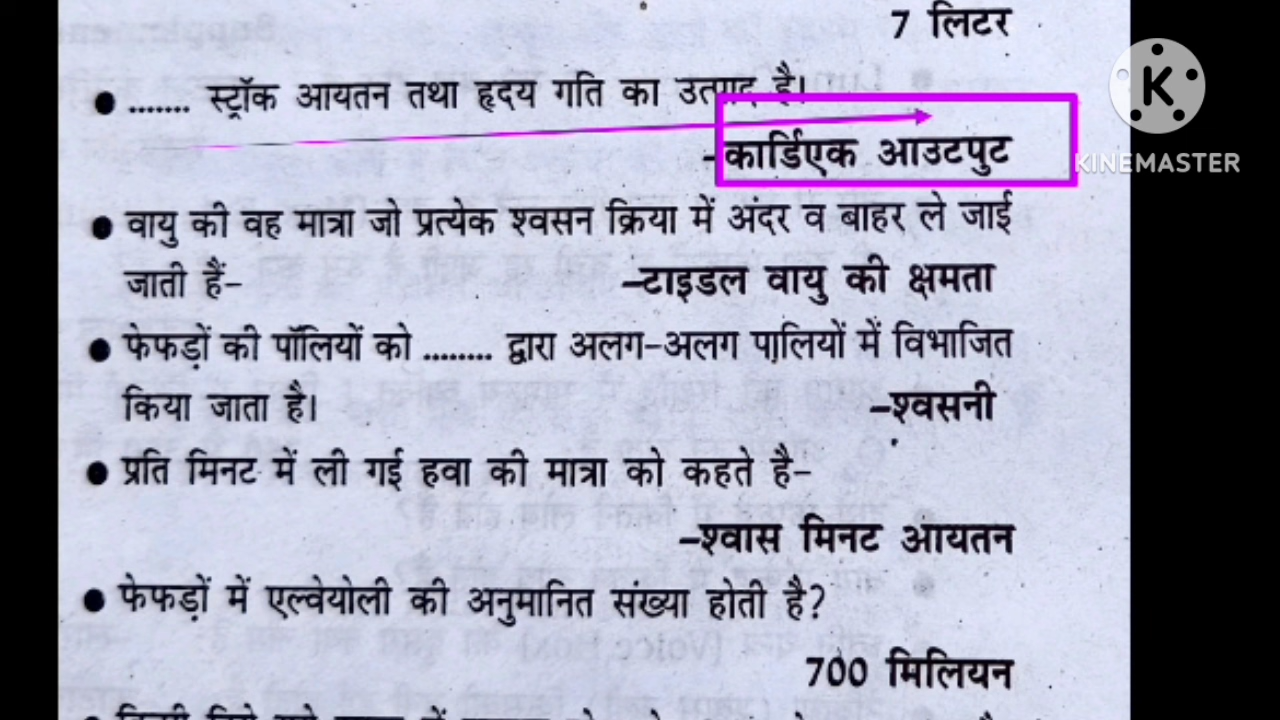 7 लिटर
........ स्ट्रॉक आयतन तथा हृदय गति का उत्पाद है।
-कार्डिएक आउटपुट
वायु की वह मात्रा जो प्रत्येक श्वसन क्रिया में अंदर व बाहर ले जाई
जाती हैं- -टाइडल वायु की क्षमता
फेफड़ों की पॉलियों को ........ द्वारा अलग-अलग पालियों में विभाजित
किया जाता है। -श्वसनी
प्रति मिनट में ली गई हवा की मात्रा को कहते है-
-श्वास मिनट आयतन
फेफड़ों में एल्वेयोली की अनुमानित संख्या होती है?
700 मिलियन
K
KINEMASTER